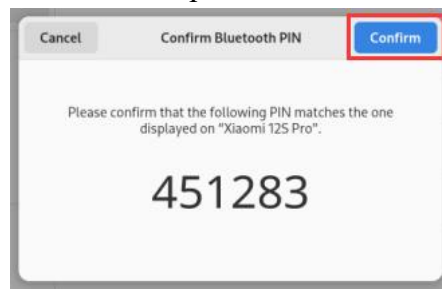 Cancel Confirm Bluetooth PIN Confirm
Please confirm that the following PIN matches the one
displayed on "Xiaomi 12S Pro".
451283